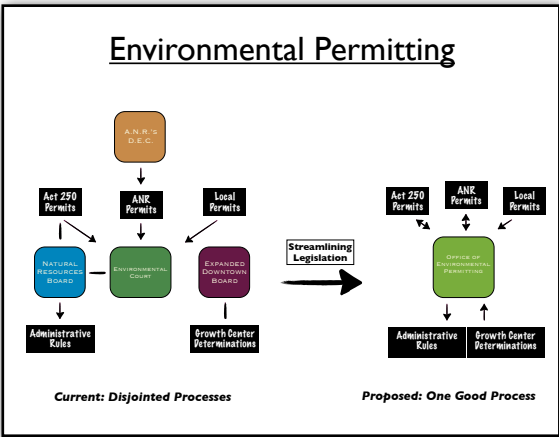 Environmental Permitting
A.N.R.'s
D.E.C.
Act 250
Permits
ANR
Permits
Local
Permits
Natural
Resources
Board
Environmental
Court
Expanded
Downtown
Board
Administrative
Rules
Growth Center
Determinations
Current: Disjointed Processes
Streamlining
Legislation
Act 250
Permits
ANR
Permits
Local
Permits
Office of
Environmental
Permitting
Administrative
Rules
Growth Center
Determinations
Proposed: One Good Process